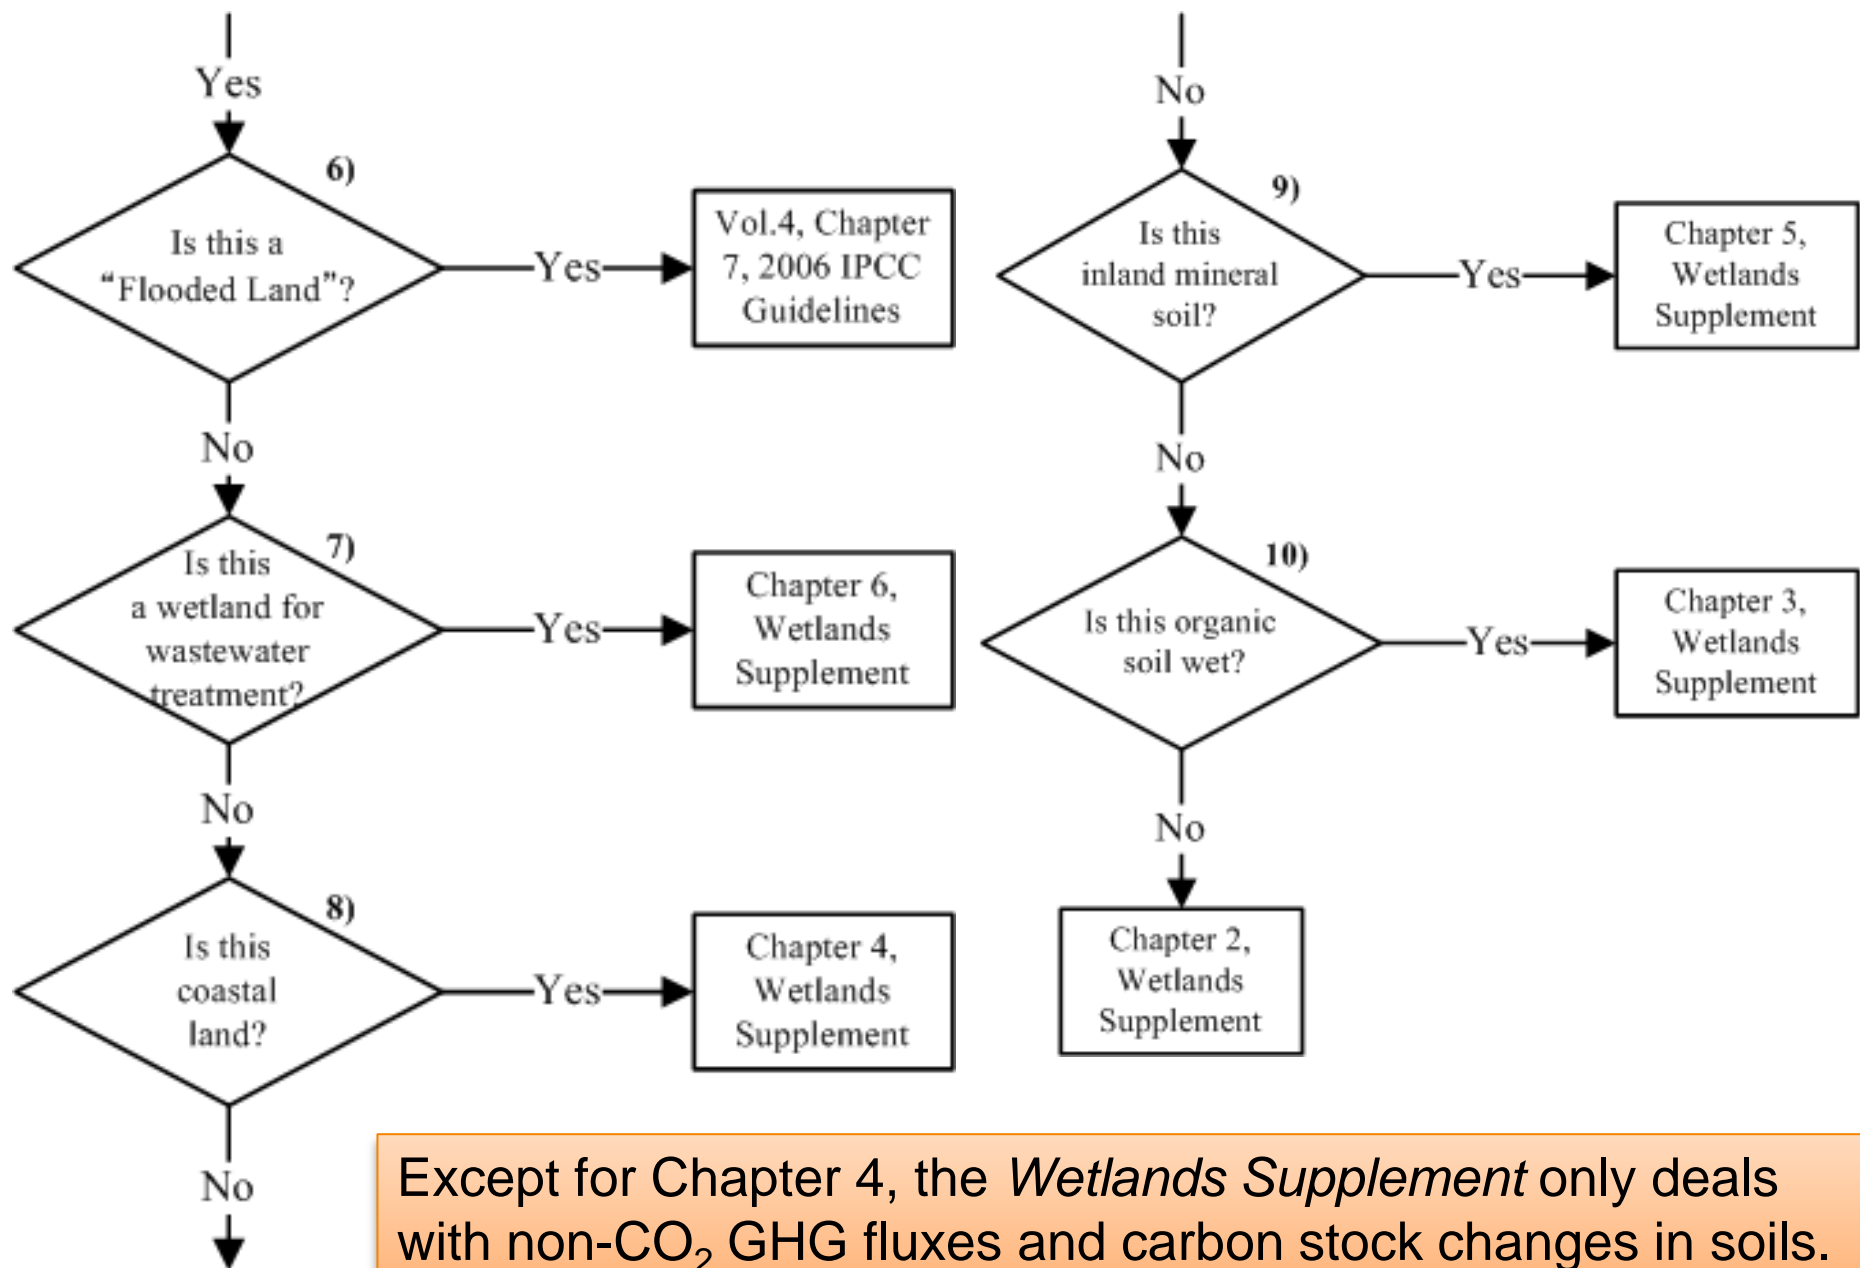 Yes
6)
Is this a
“Flooded Land”?
Yes
Vol.4, Chapter
7, 2006 IPCC
Guidelines
No
7)
Is this
a wetland for
wastewater
treatment?
Yes
Chapter 6,
Wetlands
Supplement
No
8)
Is this
coastal
land?
Yes
Chapter 4,
Wetlands
Supplement
No
No
9)
Is this
inland mineral
soil?
Yes
Chapter 5,
Wetlands
Supplement
No
10)
Is this organic
soil wet?
Yes
Chapter 3,
Wetlands
Supplement
No
Chapter 2,
Wetlands
Supplement
Except for Chapter 4, the Wetlands Supplement only deals
with non-CO₂ GHG fluxes and carbon stock changes in soils.